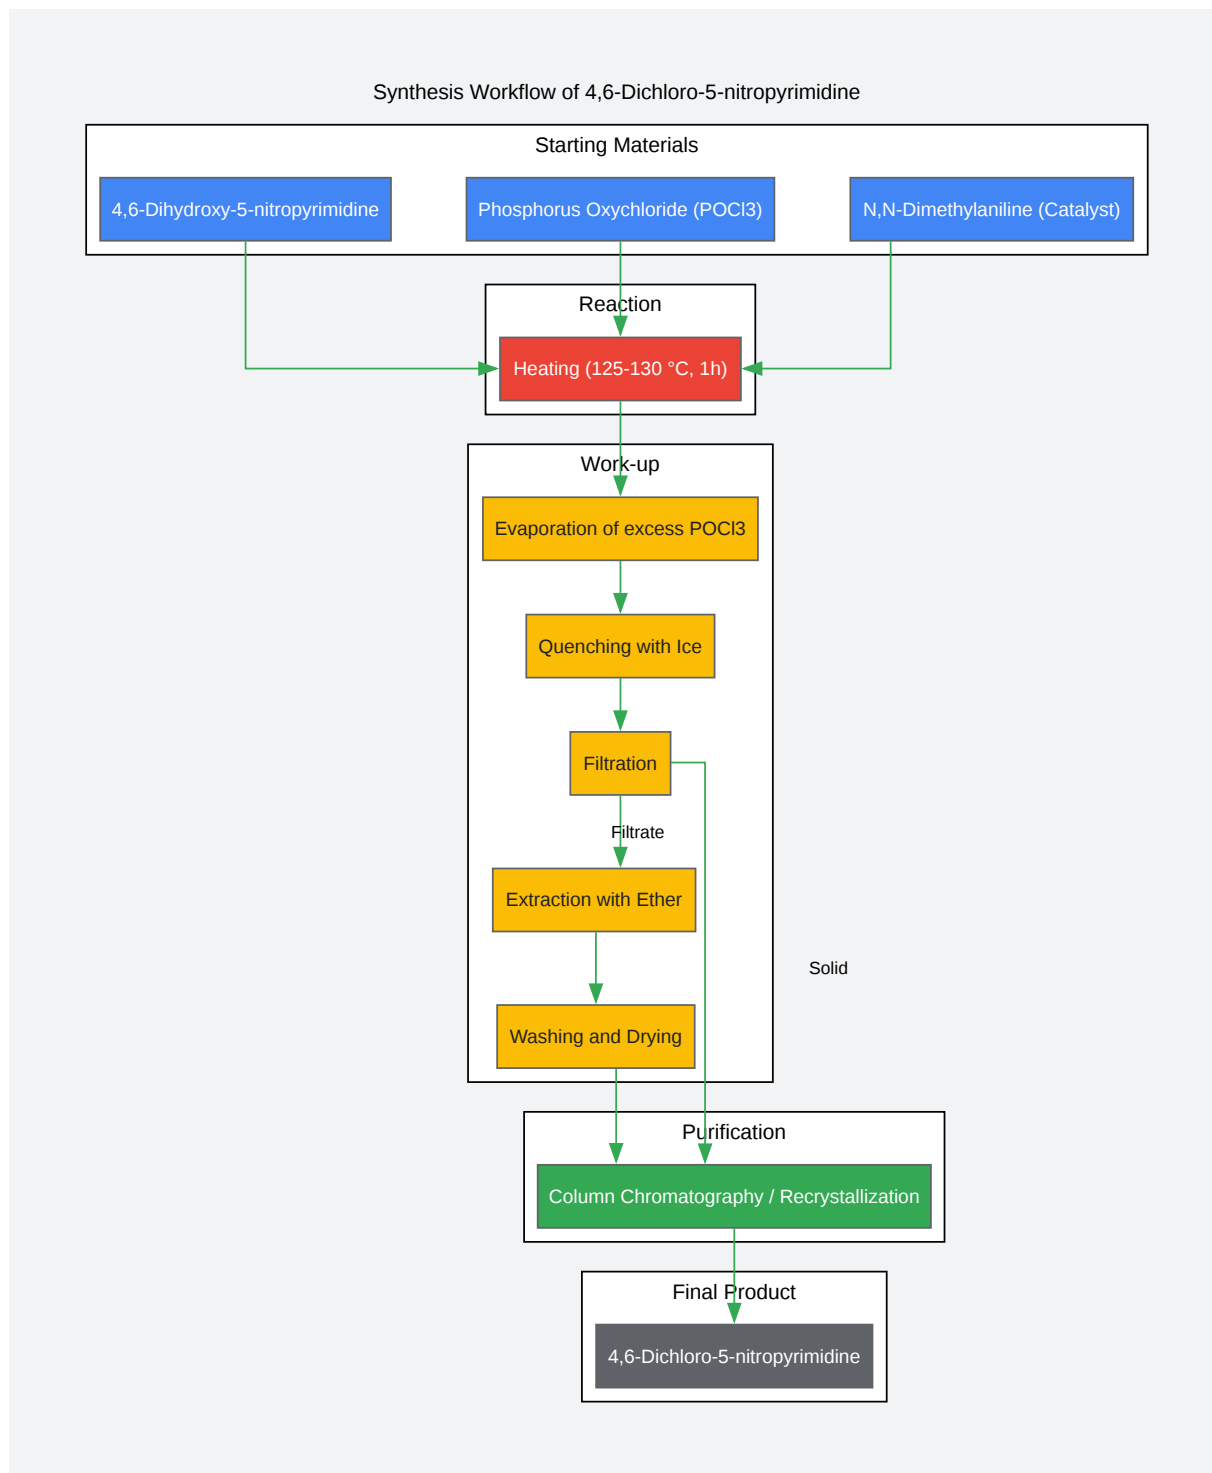 Synthesis Workflow of 4,6-Dichloro-5-nitropyrimidine
Starting Materials
4,6-Dihydroxy-5-nitropyrimidine
Phosphorus Oxychloride (POCl3)
N,N-Dimethylaniline (Catalyst)
Reaction
Heating (125-130 °C, 1h)
Work-up
Evaporation of excess POCl3
Quenching with Ice
Filtration
Filtrate
Extraction with Ether
Solid
Washing and Drying
Purification
Column Chromatography / Recrystallization
Final Product
4,6-Dichloro-5-nitropyrimidine